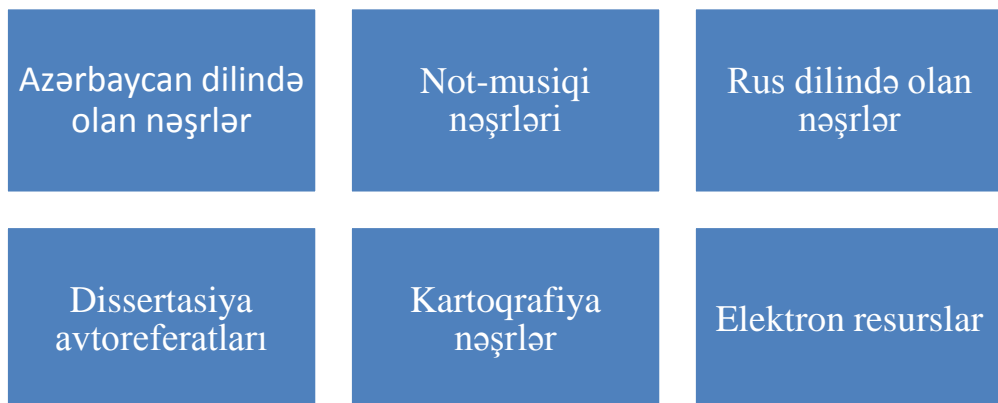 Azərbaycan dilində
olan nəşrlər
Not-musiqi
nəşrləri
Rus dilində olan
nəşrlər
Dissertasiya
avtoreferatları
Kartoqrafiya
nəşrlər
Elektron resurslar